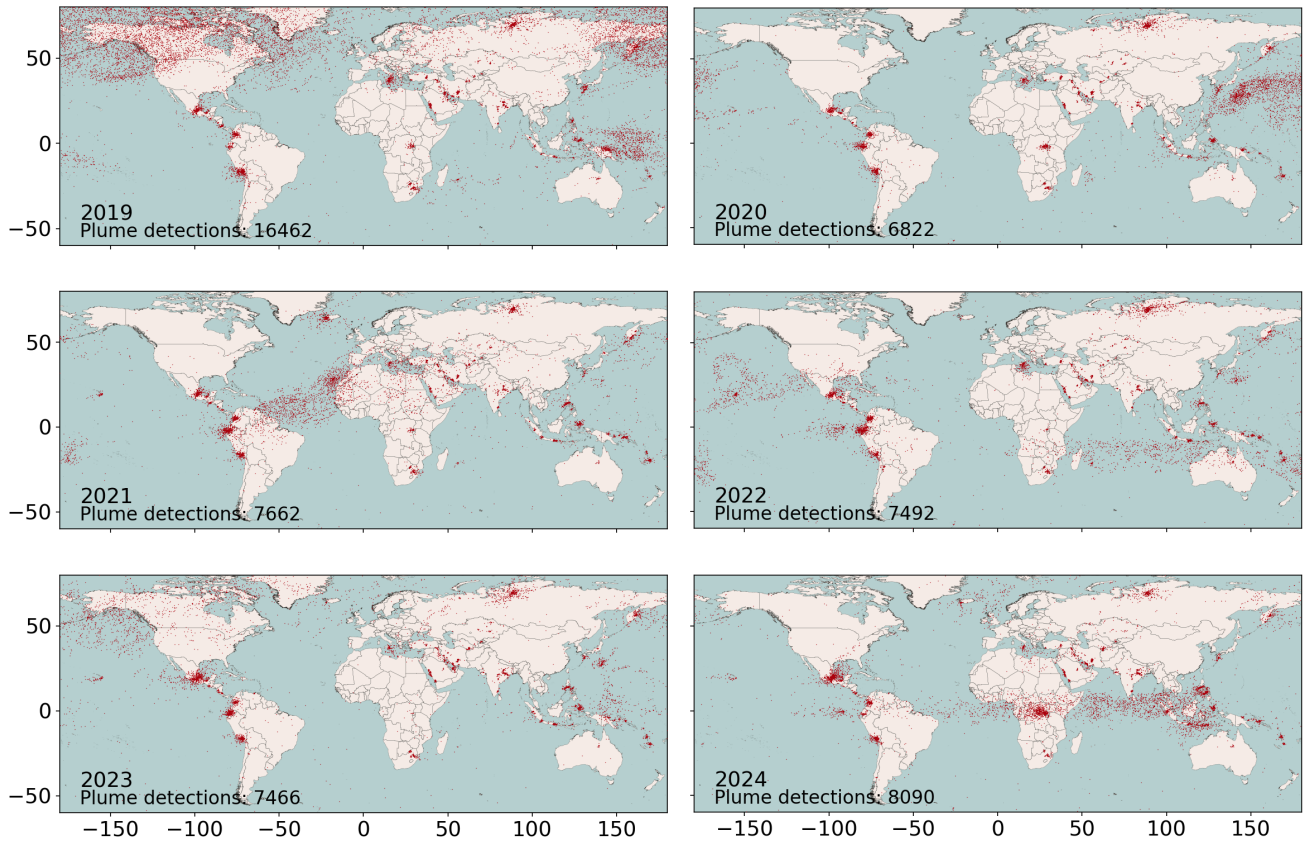 50
0
−50
2019
Plume detections: 16462
2020
Plume detections: 6822
50
0
−50
2021
Plume detections: 7662
2022
Plume detections: 7492
50
0
−50
2023
Plume detections: 7466
2024
Plume detections: 8090
−150 −100 −50 0 50 100 150
−150 −100 −50 0 50 100 150